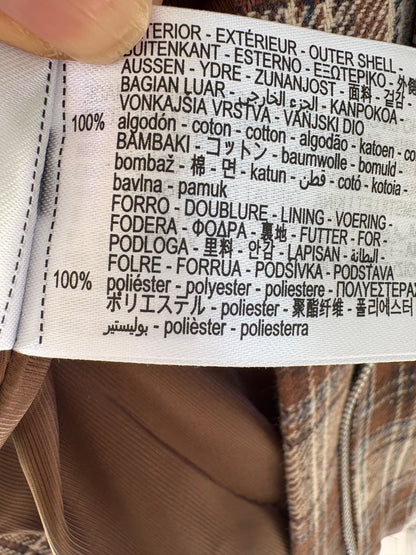 EXTERIOR - EXTÉRIEUR - OUTER SHELL -
BUITENKANT - ESTERNO - ΕΞΩΤΕΡΙΚΟ - 外側
AUSSEN - YDRE - ZUNANJOST - 面料 - 겉감
BAGIAN LUAR - الجزء الخارجي - KANPOKOA -
VONKAJŠIA VRSTVA - VANJSKI DIO
100% algodón - coton - cotton - algodão - katoen - co
BAMBAKI - コットン - baumwolle - bomuld -
bombaž - 棉 - 면 - katun - قطن - cotó - kotoia -
bavlna - pamuk
FORRO - DOUBLURE - LINING - VOERING -
FODERA - ΦΟΔΡΑ - 裏地 - FUTTER - FOR -
PODLOGA - 里料 - 안감 - LAPISAN - البطانة -
FOLRE - FORRUA - PODŠÍVKA - PODSTAVA
100% poliéster - polyester - poliestere - ΠΟΛΥΕΣΤΕΡΑΣ
ポリエステル - poliester - 聚酯纤维 - 폴리에스터
بوليستير - polièster - poliesterra